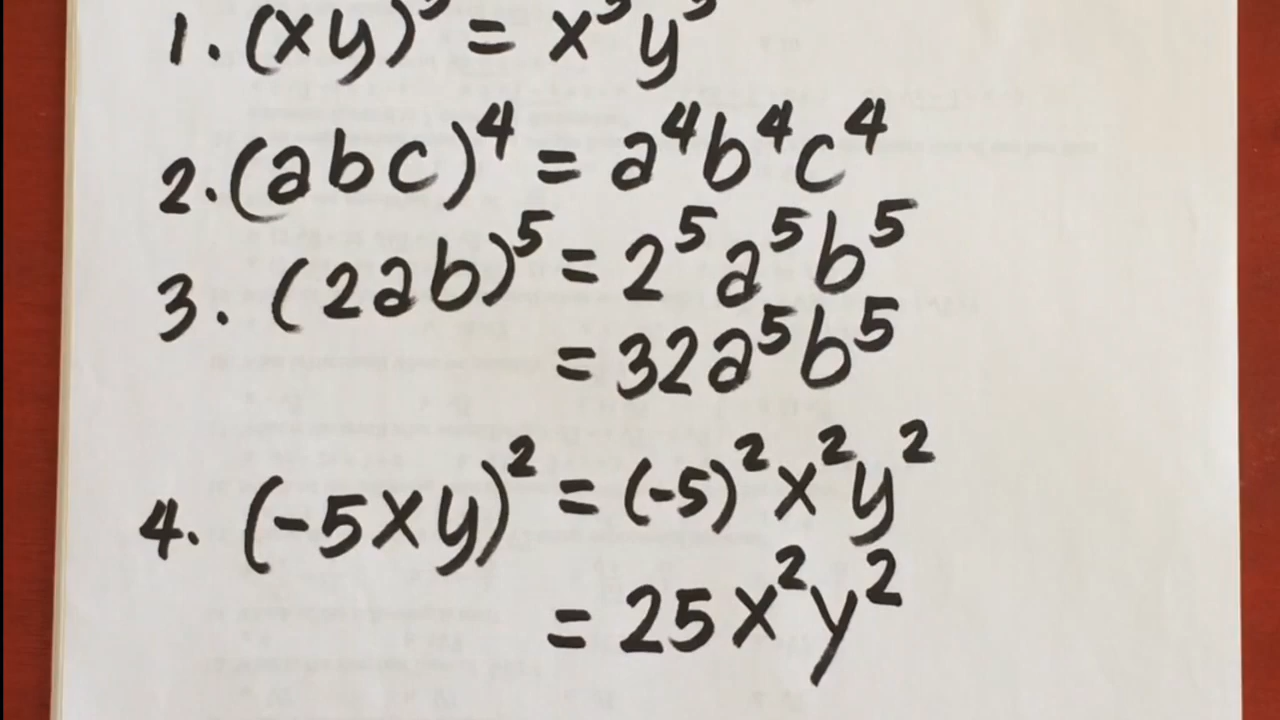 1. (xy) = x y
2. (abc)⁴ = a⁴b⁴c⁴
3. (2ab)⁵ = 2⁵a⁵b⁵
= 32a⁵b⁵
4. (-5xy)² = (-5)²x²y²
= 25x²y²